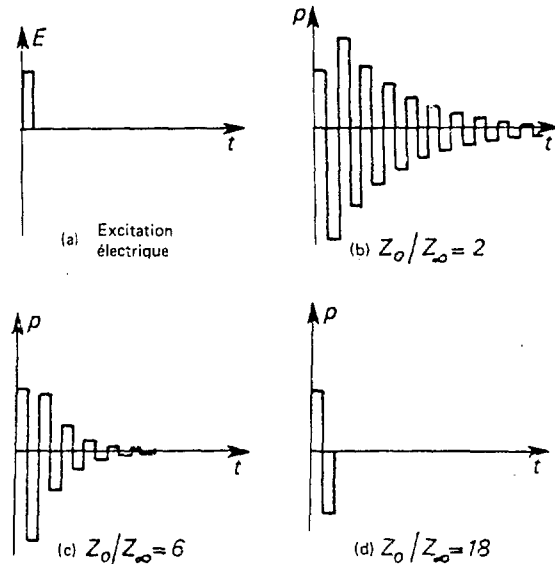 E
t
(a) Excitation
électrique
p
t
(b) Z₀/Z∞ = 2
p
t
(c) Z₀/Z∞ = 6
p
t
(d) Z₀/Z∞ = 18